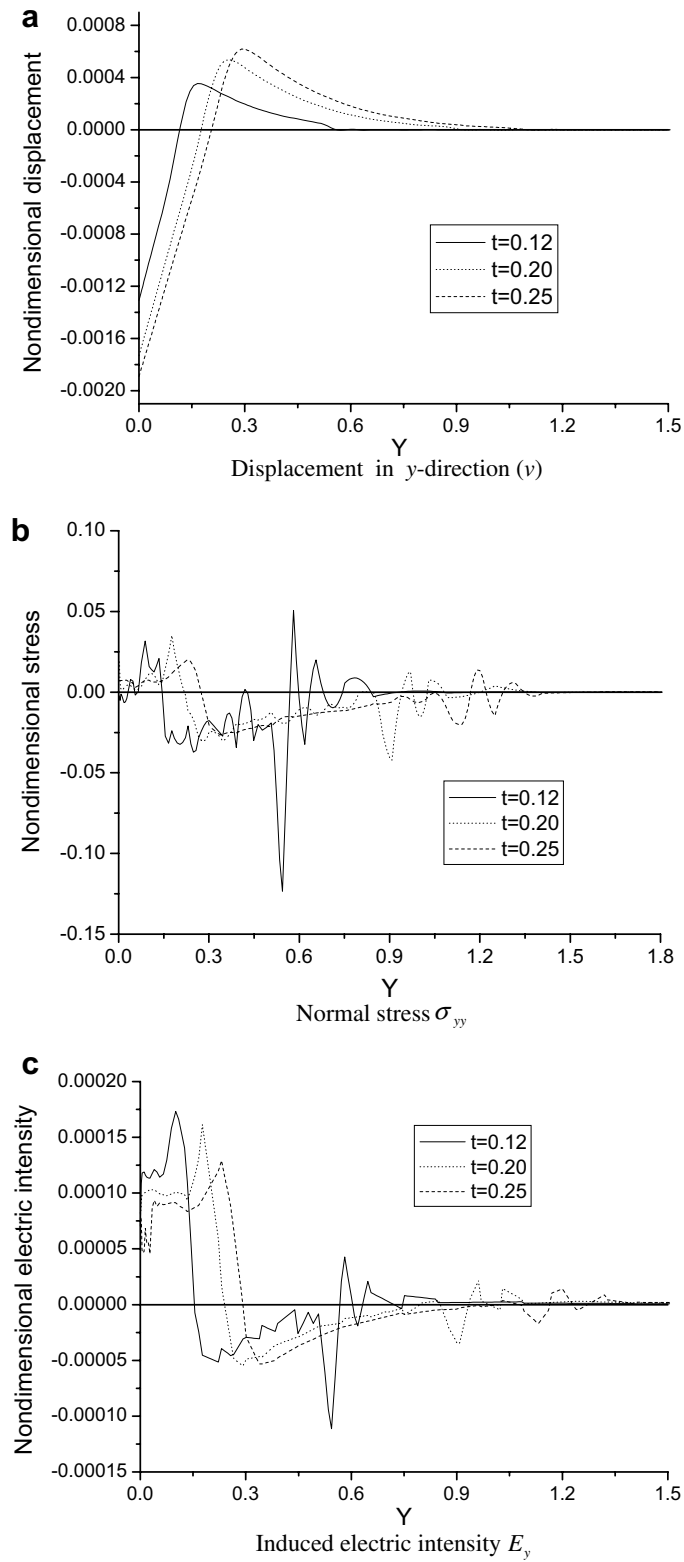 a
0.0008
0.0004
0.0000
-0.0004
-0.0008
-0.0012
-0.0016
-0.0020
Nondimensional displacement
t=0.12
t=0.20
t=0.25
0.0 0.3 0.6 0.9 1.2 1.5
Y
Displacement in y-direction (v)
b
0.10
0.05
0.00
-0.05
-0.10
-0.15
Nondimensional stress
t=0.12
t=0.20
t=0.25
0.0 0.3 0.6 0.9 1.2 1.5 1.8
Y
Normal stress σyy
c
0.00020
0.00015
0.00010
0.00005
0.00000
-0.00005
-0.00010
-0.00015
Nondimensional electric intensity
t=0.12
t=0.20
t=0.25
0.0 0.3 0.6 0.9 1.2 1.5
Y
Induced electric intensity Ey